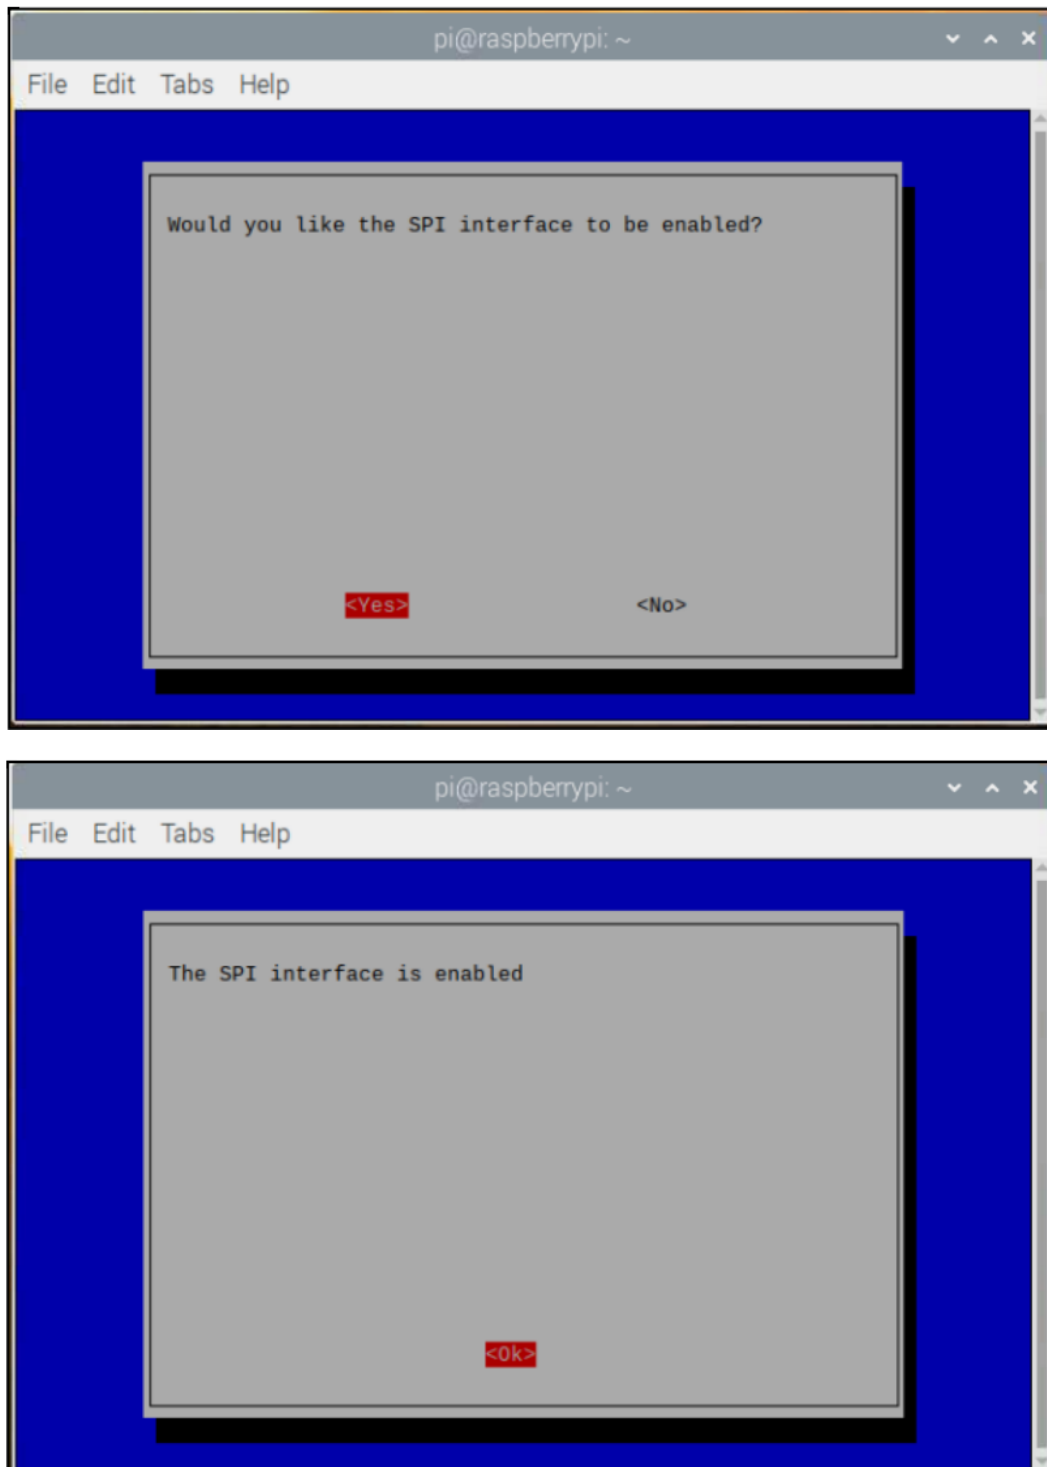 pi@raspberrypi: ~
File Edit Tabs Help
Would you like the SPI interface to be enabled?
<Yes> <No>
pi@raspberrypi: ~
File Edit Tabs Help
The SPI interface is enabled
<Ok>